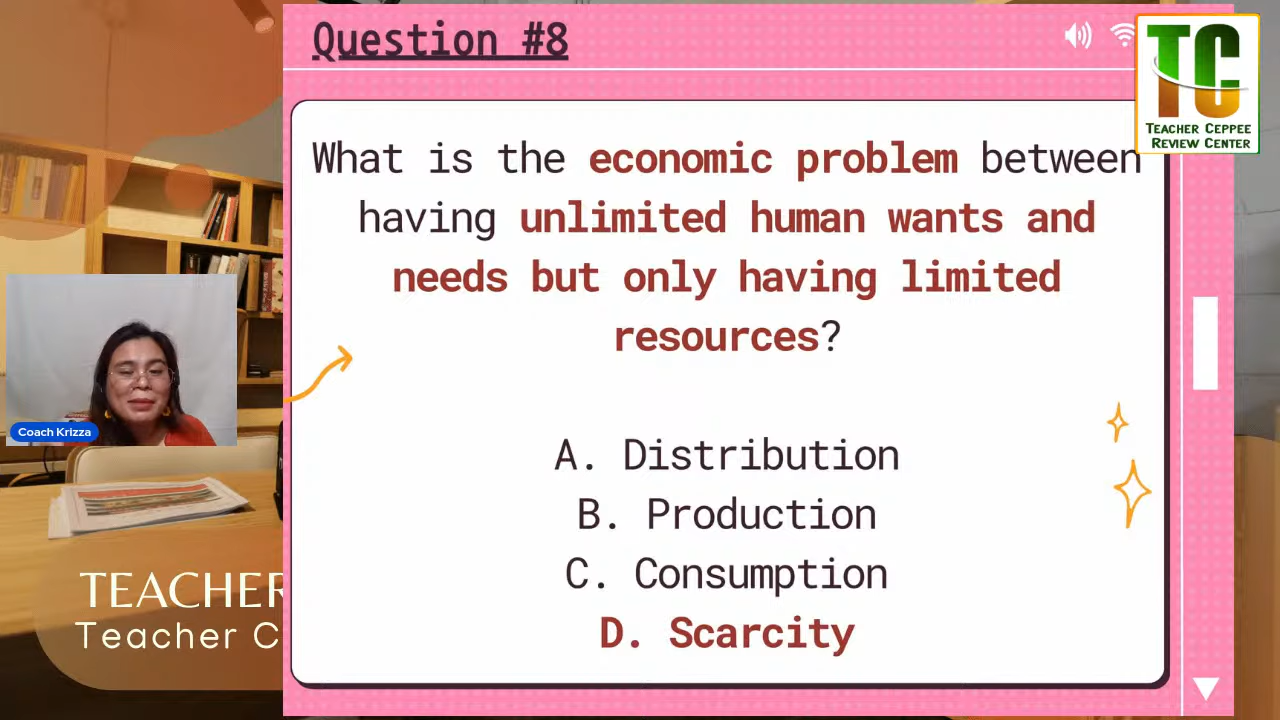 Question #8
TC
TEACHER CEPPEE
REVIEW CENTER
What is the economic problem between
having unlimited human wants and
needs but only having limited
resources?
A. Distribution
B. Production
C. Consumption
D. Scarcity
Coach Krizza
TEACHER
Teacher C